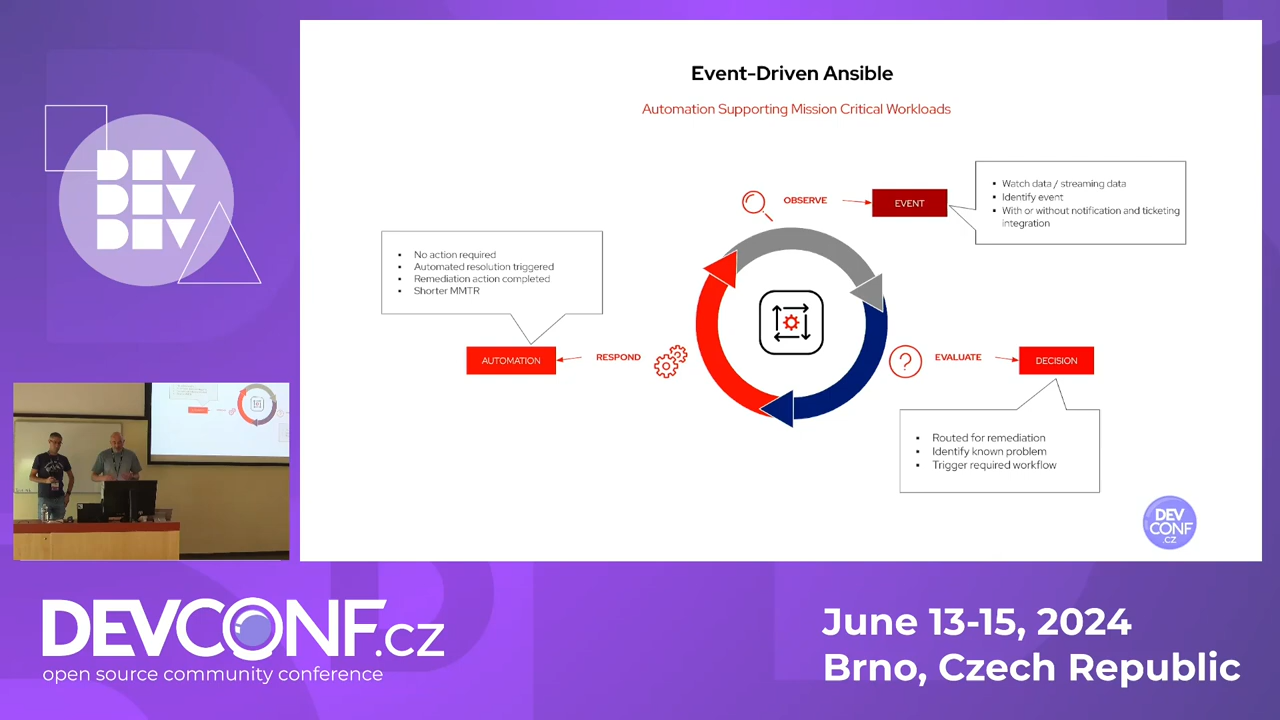 DEV
DEV
DEV
Event-Driven Ansible
Automation Supporting Mission Critical Workloads
OBSERVE
EVENT
▪ Watch data / streaming data
▪ Identify event
▪ With or without notification and ticketing
integration
• No action required
• Automated resolution triggered
• Remediation action completed
• Shorter MMTR
AUTOMATION
RESPOND
?
EVALUATE
DECISION
▪ Routed for remediation
▪ Identify known problem
▪ Trigger required workflow
DEV
CONF
.CZ
DEVCONF.cz
open source community conference
June 13-15, 2024
Brno, Czech Republic